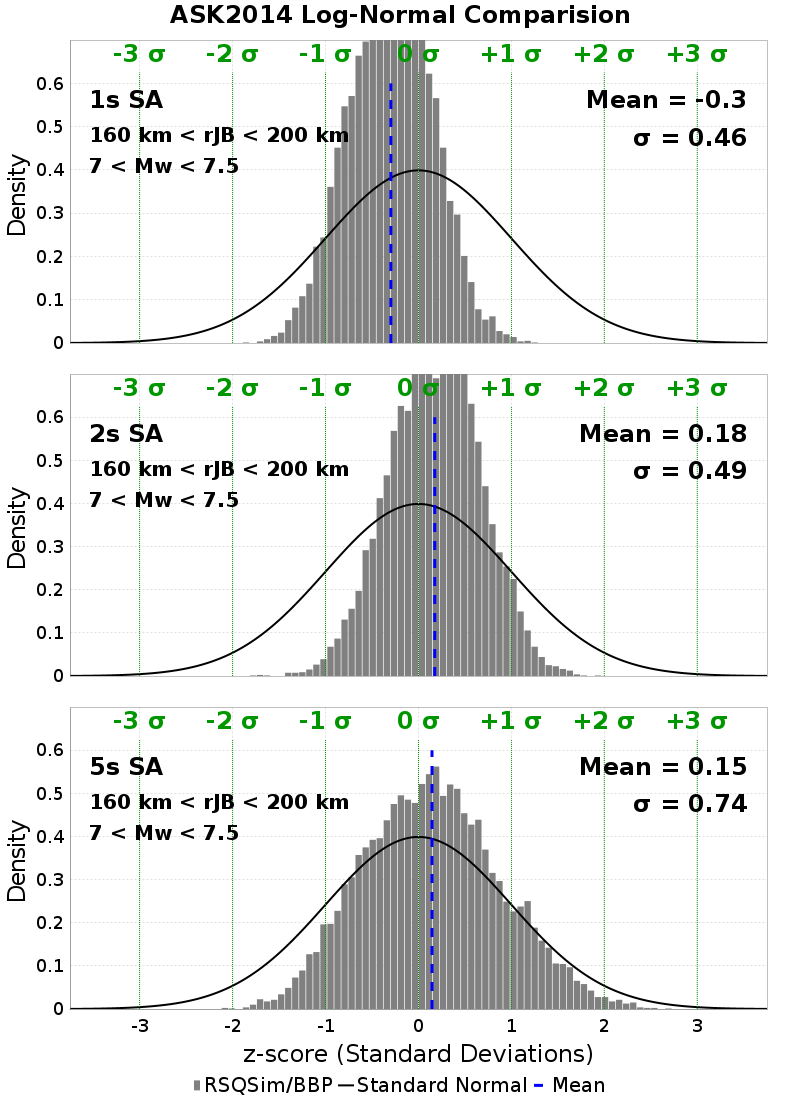 ASK2014 Log-Normal Comparision
-3 σ -2 σ -1 σ 0 σ +1 σ +2 σ +3 σ
1s SA
160 km < rJB < 200 km
7 < Mw < 7.5
Mean = -0.3
σ = 0.46
Density
0.6
0.5
0.4
0.3
0.2
0.1
0
-3 σ -2 σ -1 σ 0 σ +1 σ +2 σ +3 σ
2s SA
160 km < rJB < 200 km
7 < Mw < 7.5
Mean = 0.18
σ = 0.49
Density
0.6
0.5
0.4
0.3
0.2
0.1
0
-3 σ -2 σ -1 σ 0 σ +1 σ +2 σ +3 σ
5s SA
160 km < rJB < 200 km
7 < Mw < 7.5
Mean = 0.15
σ = 0.74
Density
0.6
0.5
0.4
0.3
0.2
0.1
0
-3 -2 -1 0 1 2 3
z-score (Standard Deviations)
RSQSim/BBP Standard Normal Mean